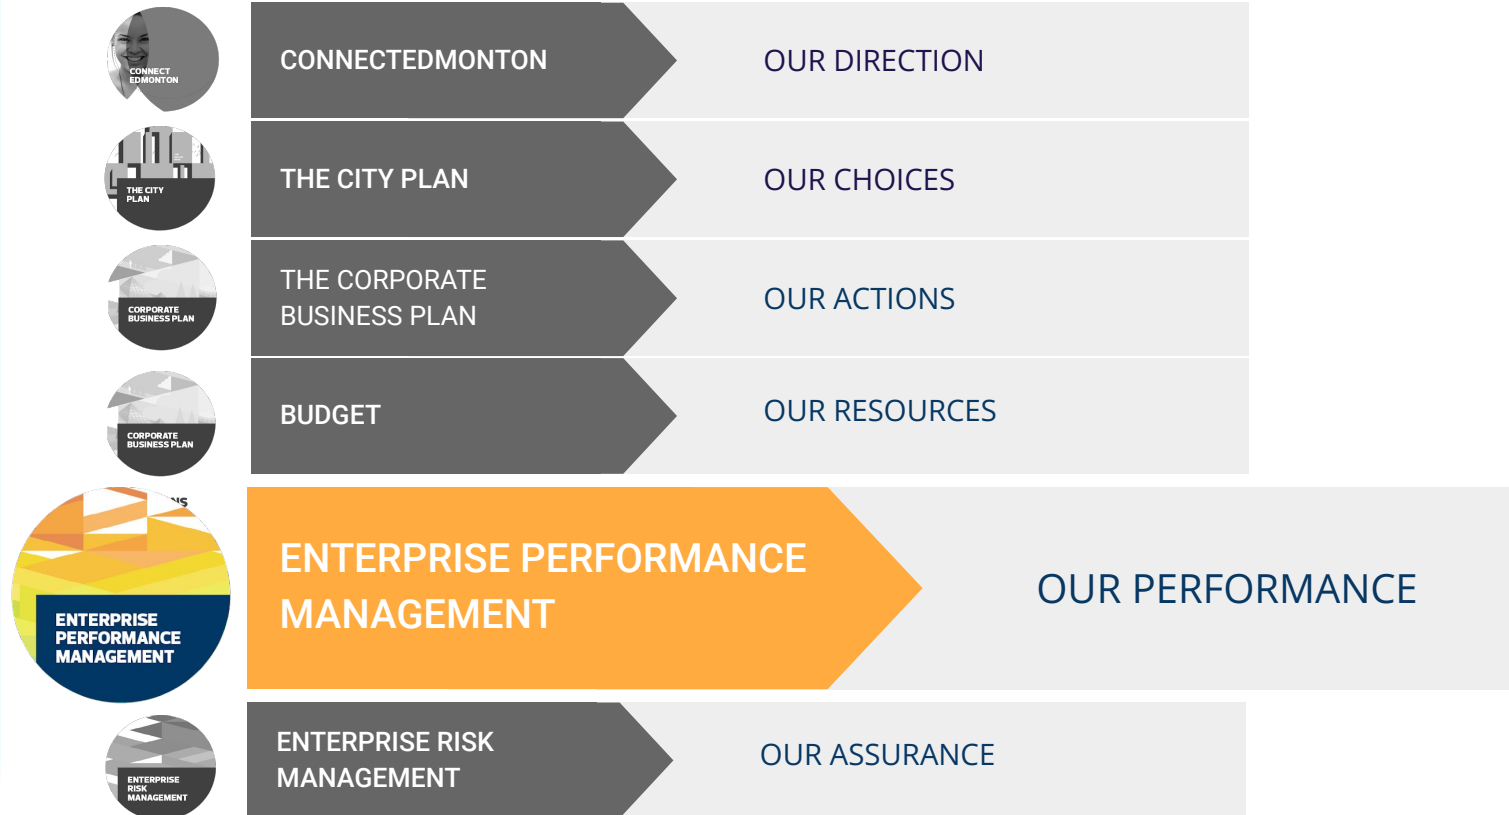 CONNECT
EDMONTON
CONNECTEDMONTON
OUR DIRECTION
THE CITY
PLAN
THE CITY PLAN
OUR CHOICES
CORPORATE
BUSINESS PLAN
THE CORPORATE
BUSINESS PLAN
OUR ACTIONS
CORPORATE
BUSINESS PLAN
BUDGET
OUR RESOURCES
ENTERPRISE
PERFORMANCE
MANAGEMENT
ENTERPRISE PERFORMANCE
MANAGEMENT
OUR PERFORMANCE
ENTERPRISE
RISK
MANAGEMENT
ENTERPRISE RISK
MANAGEMENT
OUR ASSURANCE